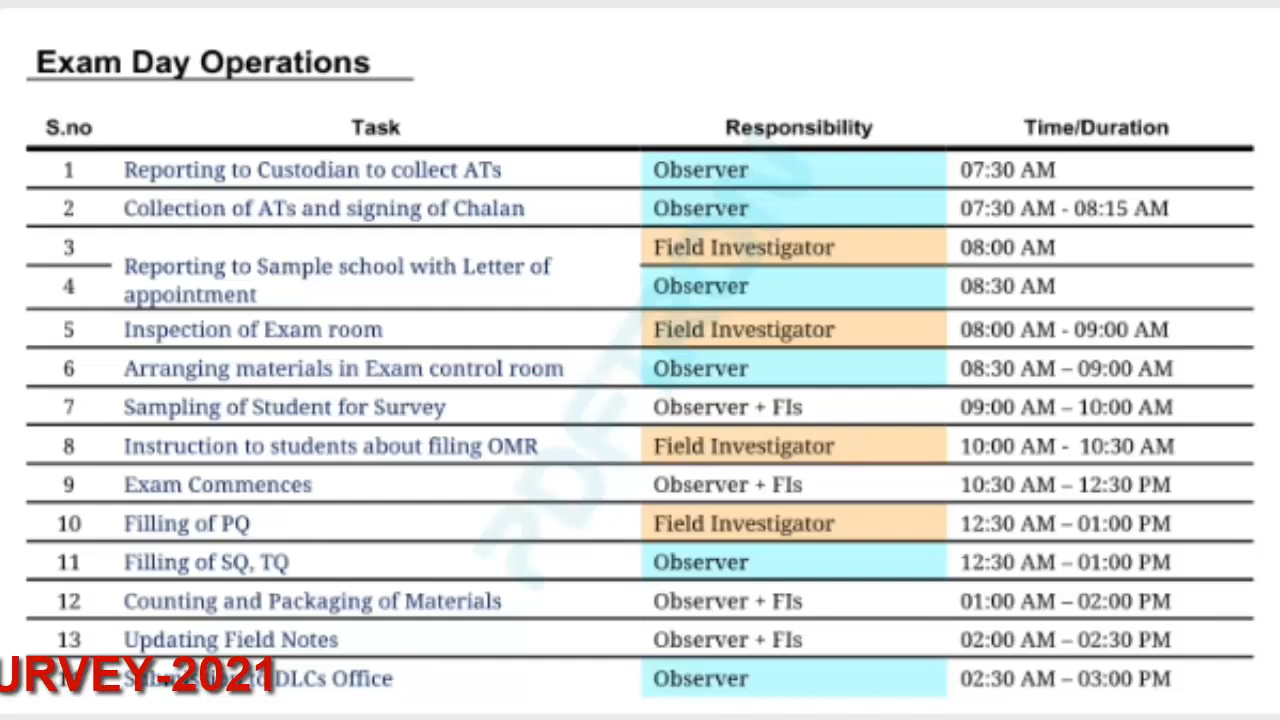 Exam Day Operations
S.no Task Responsibility Time/Duration
1 Reporting to Custodian to collect ATs Observer 07:30 AM
2 Collection of ATs and signing of Chalan Observer 07:30 AM - 08:15 AM
3 Field Investigator 08:00 AM
Reporting to Sample school with Letter of
4 Observer 08:30 AM
appointment
5 Inspection of Exam room Field Investigator 08:00 AM - 09:00 AM
6 Arranging materials in Exam control room Observer 08:30 AM – 09:00 AM
7 Sampling of Student for Survey Observer + FIs 09:00 AM – 10:00 AM
8 Instruction to students about filing OMR Field Investigator 10:00 AM - 10:30 AM
9 Exam Commences Observer + FIs 10:30 AM – 12:30 PM
10 Filling of PQ Field Investigator 12:30 AM – 01:00 PM
11 Filling of SQ, TQ Observer 12:30 AM – 01:00 PM
12 Counting and Packaging of Materials Observer + FIs 01:00 AM – 02:00 PM
13 Updating Field Notes Observer + FIs 02:00 AM – 02:30 PM
DLCs Office Observer 02:30 AM – 03:00 PM
URVEY-2021